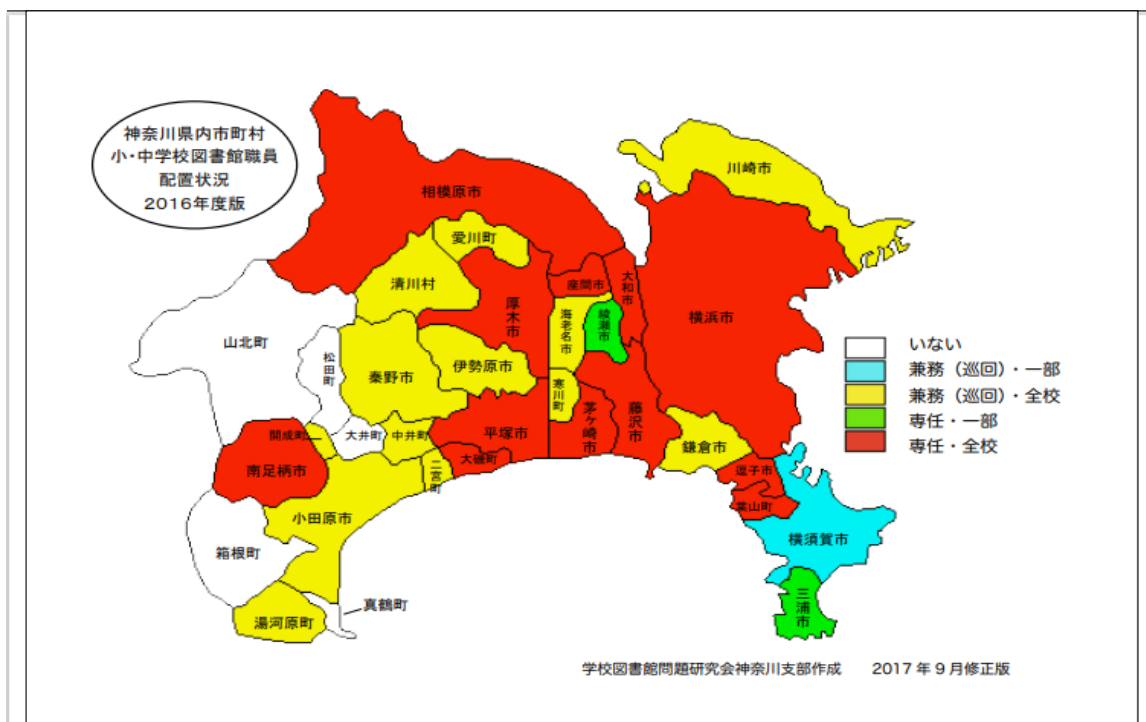 神奈川県内市町村
小・中学校図書館職員
配置状況
2016年度版
川崎市
相模原市
愛川町
清川村
厚木市
座間市
大和市
海老名市
綾瀬市
横浜市
山北町
松田町
秦野市
伊勢原市
寒川町
茅ヶ崎市
藤沢市
いない
兼務（巡回）・一部
兼務（巡回）・全校
専任・一部
専任・全校
開成町
大井町
中井町
平塚市
鎌倉市
南足柄市
二宮町
大磯町
逗子市
葉山町
小田原市
横須賀市
箱根町
真鶴町
湯河原町
三浦市
学校図書館問題研究会神奈川支部作成 2017年9月修正版